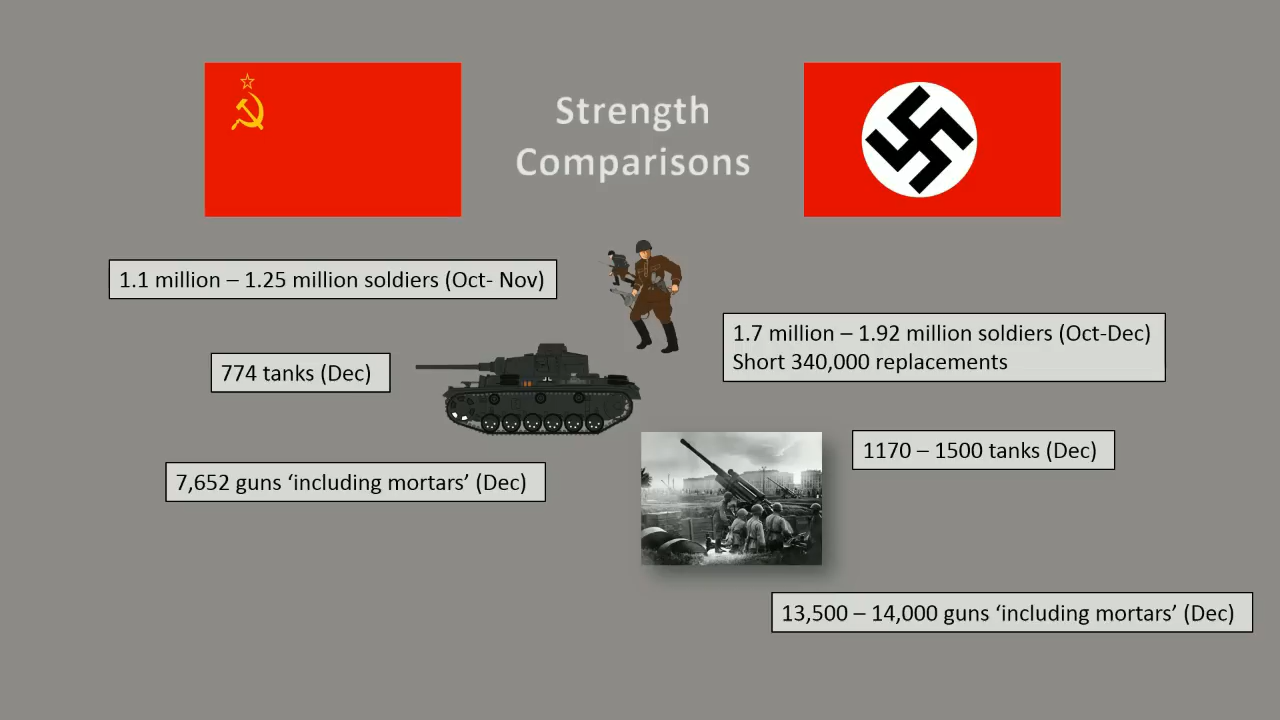 Strength
Comparisons
1.1 million – 1.25 million soldiers (Oct- Nov)
1.7 million – 1.92 million soldiers (Oct-Dec)
Short 340,000 replacements
774 tanks (Dec)
1170 – 1500 tanks (Dec)
7,652 guns ‘including mortars’ (Dec)
13,500 – 14,000 guns ‘including mortars’ (Dec)